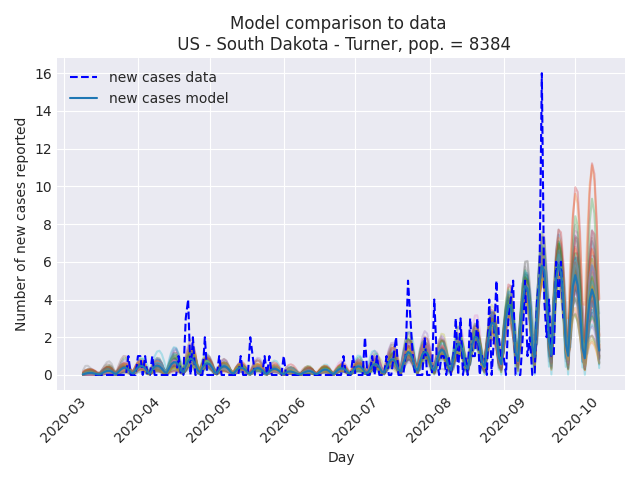 Model comparison to data
US - South Dakota - Turner, pop. = 8384
new cases data
new cases model
Number of new cases reported
16
14
12
10
8
6
4
2
0
2020-03
2020-04
2020-05
2020-06
2020-07
2020-08
2020-09
2020-10
Day